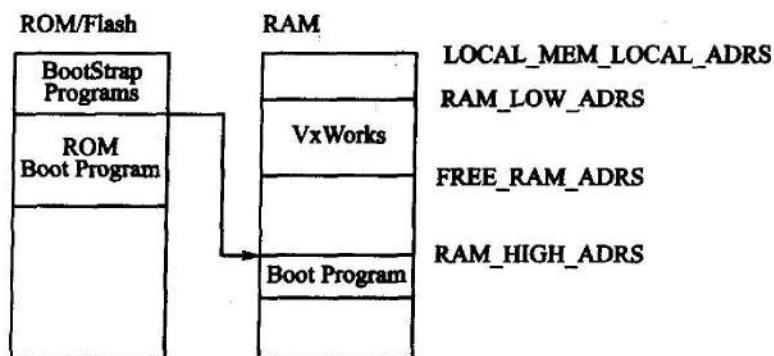 ROM/Flash
RAM
BootStrap
Programs
ROM
Boot Program
VxWorks
Boot Program
LOCAL_MEM_LOCAL_ADRS
RAM_LOW_ADRS
FREE_RAM_ADRS
RAM_HIGH_ADRS